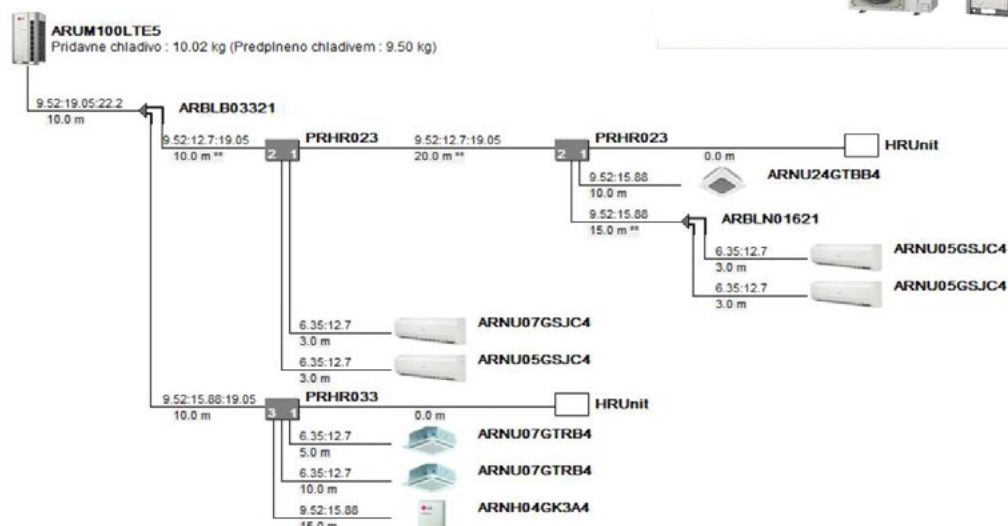 ARUM100LTE5
Pridavne chladivo : 10.02 kg (Predplneno chladivem : 9.50 kg)
9.52:19.05:22.2
10.0 m
ARBLB03321
9.52:12.7:19.05
10.0 m **
2 1
PRHR023
9.52:12.7:19.05
20.0 m **
2 1
PRHR023
0.0 m
HRUnit
9.52:15.88
10.0 m
ARNU24GTBB4
9.52:15.88
15.0 m **
ARBLN01621
6.35:12.7
3.0 m
ARNU05GSJC4
6.35:12.7
3.0 m
ARNU05GSJC4
6.35:12.7
3.0 m
ARNU07GSJC4
6.35:12.7
3.0 m
ARNU05GSJC4
9.52:15.88:19.05
10.0 m
3 1
PRHR033
0.0 m
HRUnit
6.35:12.7
5.0 m
ARNU07GTRB4
6.35:12.7
10.0 m
ARNU07GTRB4
9.52:15.88
15.0 m
ARNH04GK3A4